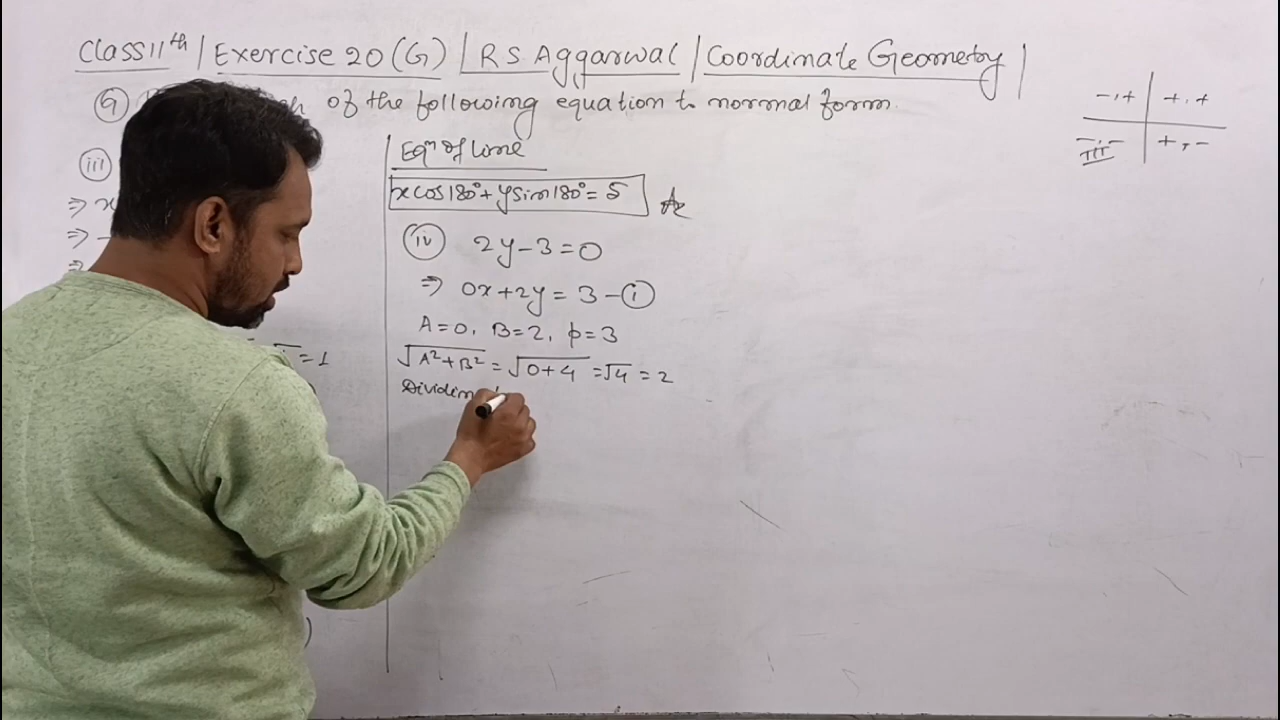 Class 11th | Exercise 20(G) | RS Aggarwal | Coordinate Geometry |
9 of the following equation to normal form.
-,+ +,+
-,- +,-
III
iii
⇒ x
⇒ -
⇒
= 1
)
Eqn of line
x cos 180° + y sin 180° = 5
iv 2y - 3 = 0
⇒ 0x + 2y = 3 - i
A = 0, B = 2, p = 3
√A² + B² = √0 + 4 = √4 = 2